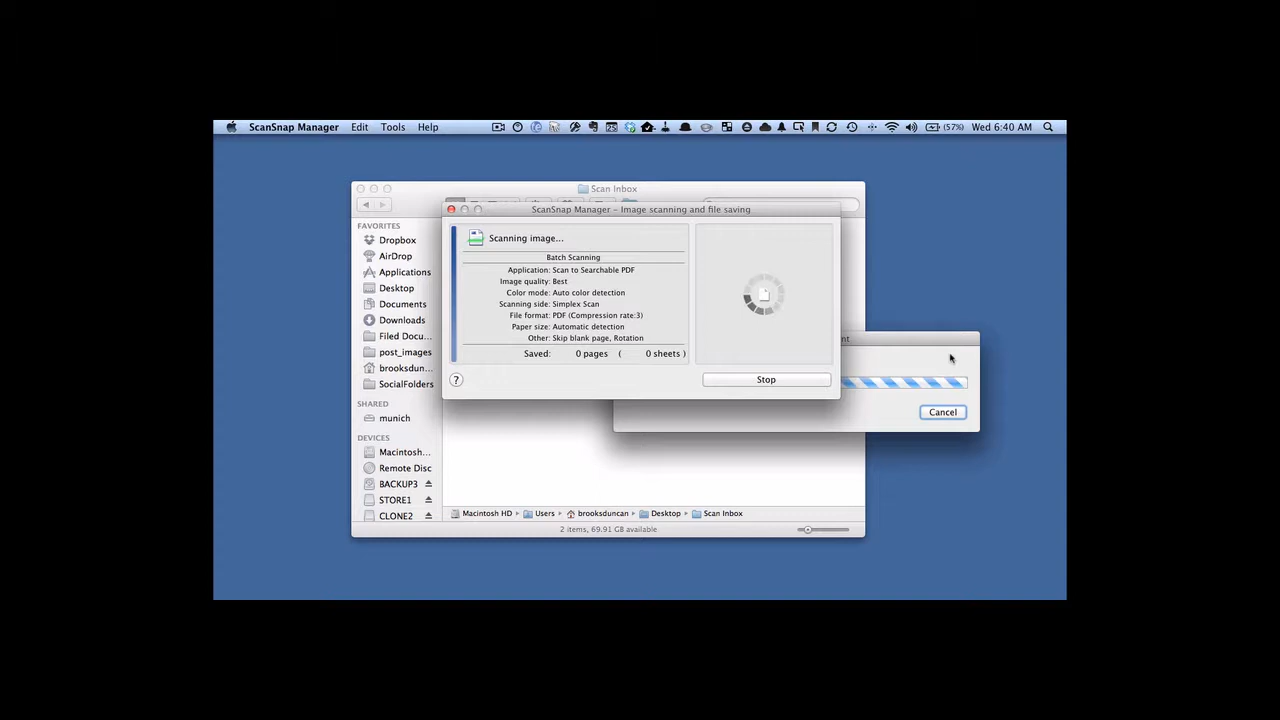 ScanSnap Manager Edit Tools Help (57%) Wed 6:40 AM
Scan Inbox
ScanSnap Manager - Image scanning and file saving
FAVORITES
Dropbox
AirDrop
Applications
Desktop
Documents
Downloads
Filed Docu...
post_images
brooksdun...
SocialFolders
SHARED
munich
DEVICES
Macintosh...
Remote Disc
BACKUP3
STORE1
CLONE2
Scanning image...
Batch Scanning
Application: Scan to Searchable PDF
Image quality: Best
Color mode: Auto color detection
Scanning side: Simplex Scan
File format: PDF (Compression rate:3)
Paper size: Automatic detection
Other: Skip blank page, Rotation
Saved: 0 pages ( 0 sheets )
?
Stop
nt
Cancel
Macintosh HD Users brooksduncan Desktop Scan Inbox
2 items, 69.91 GB available